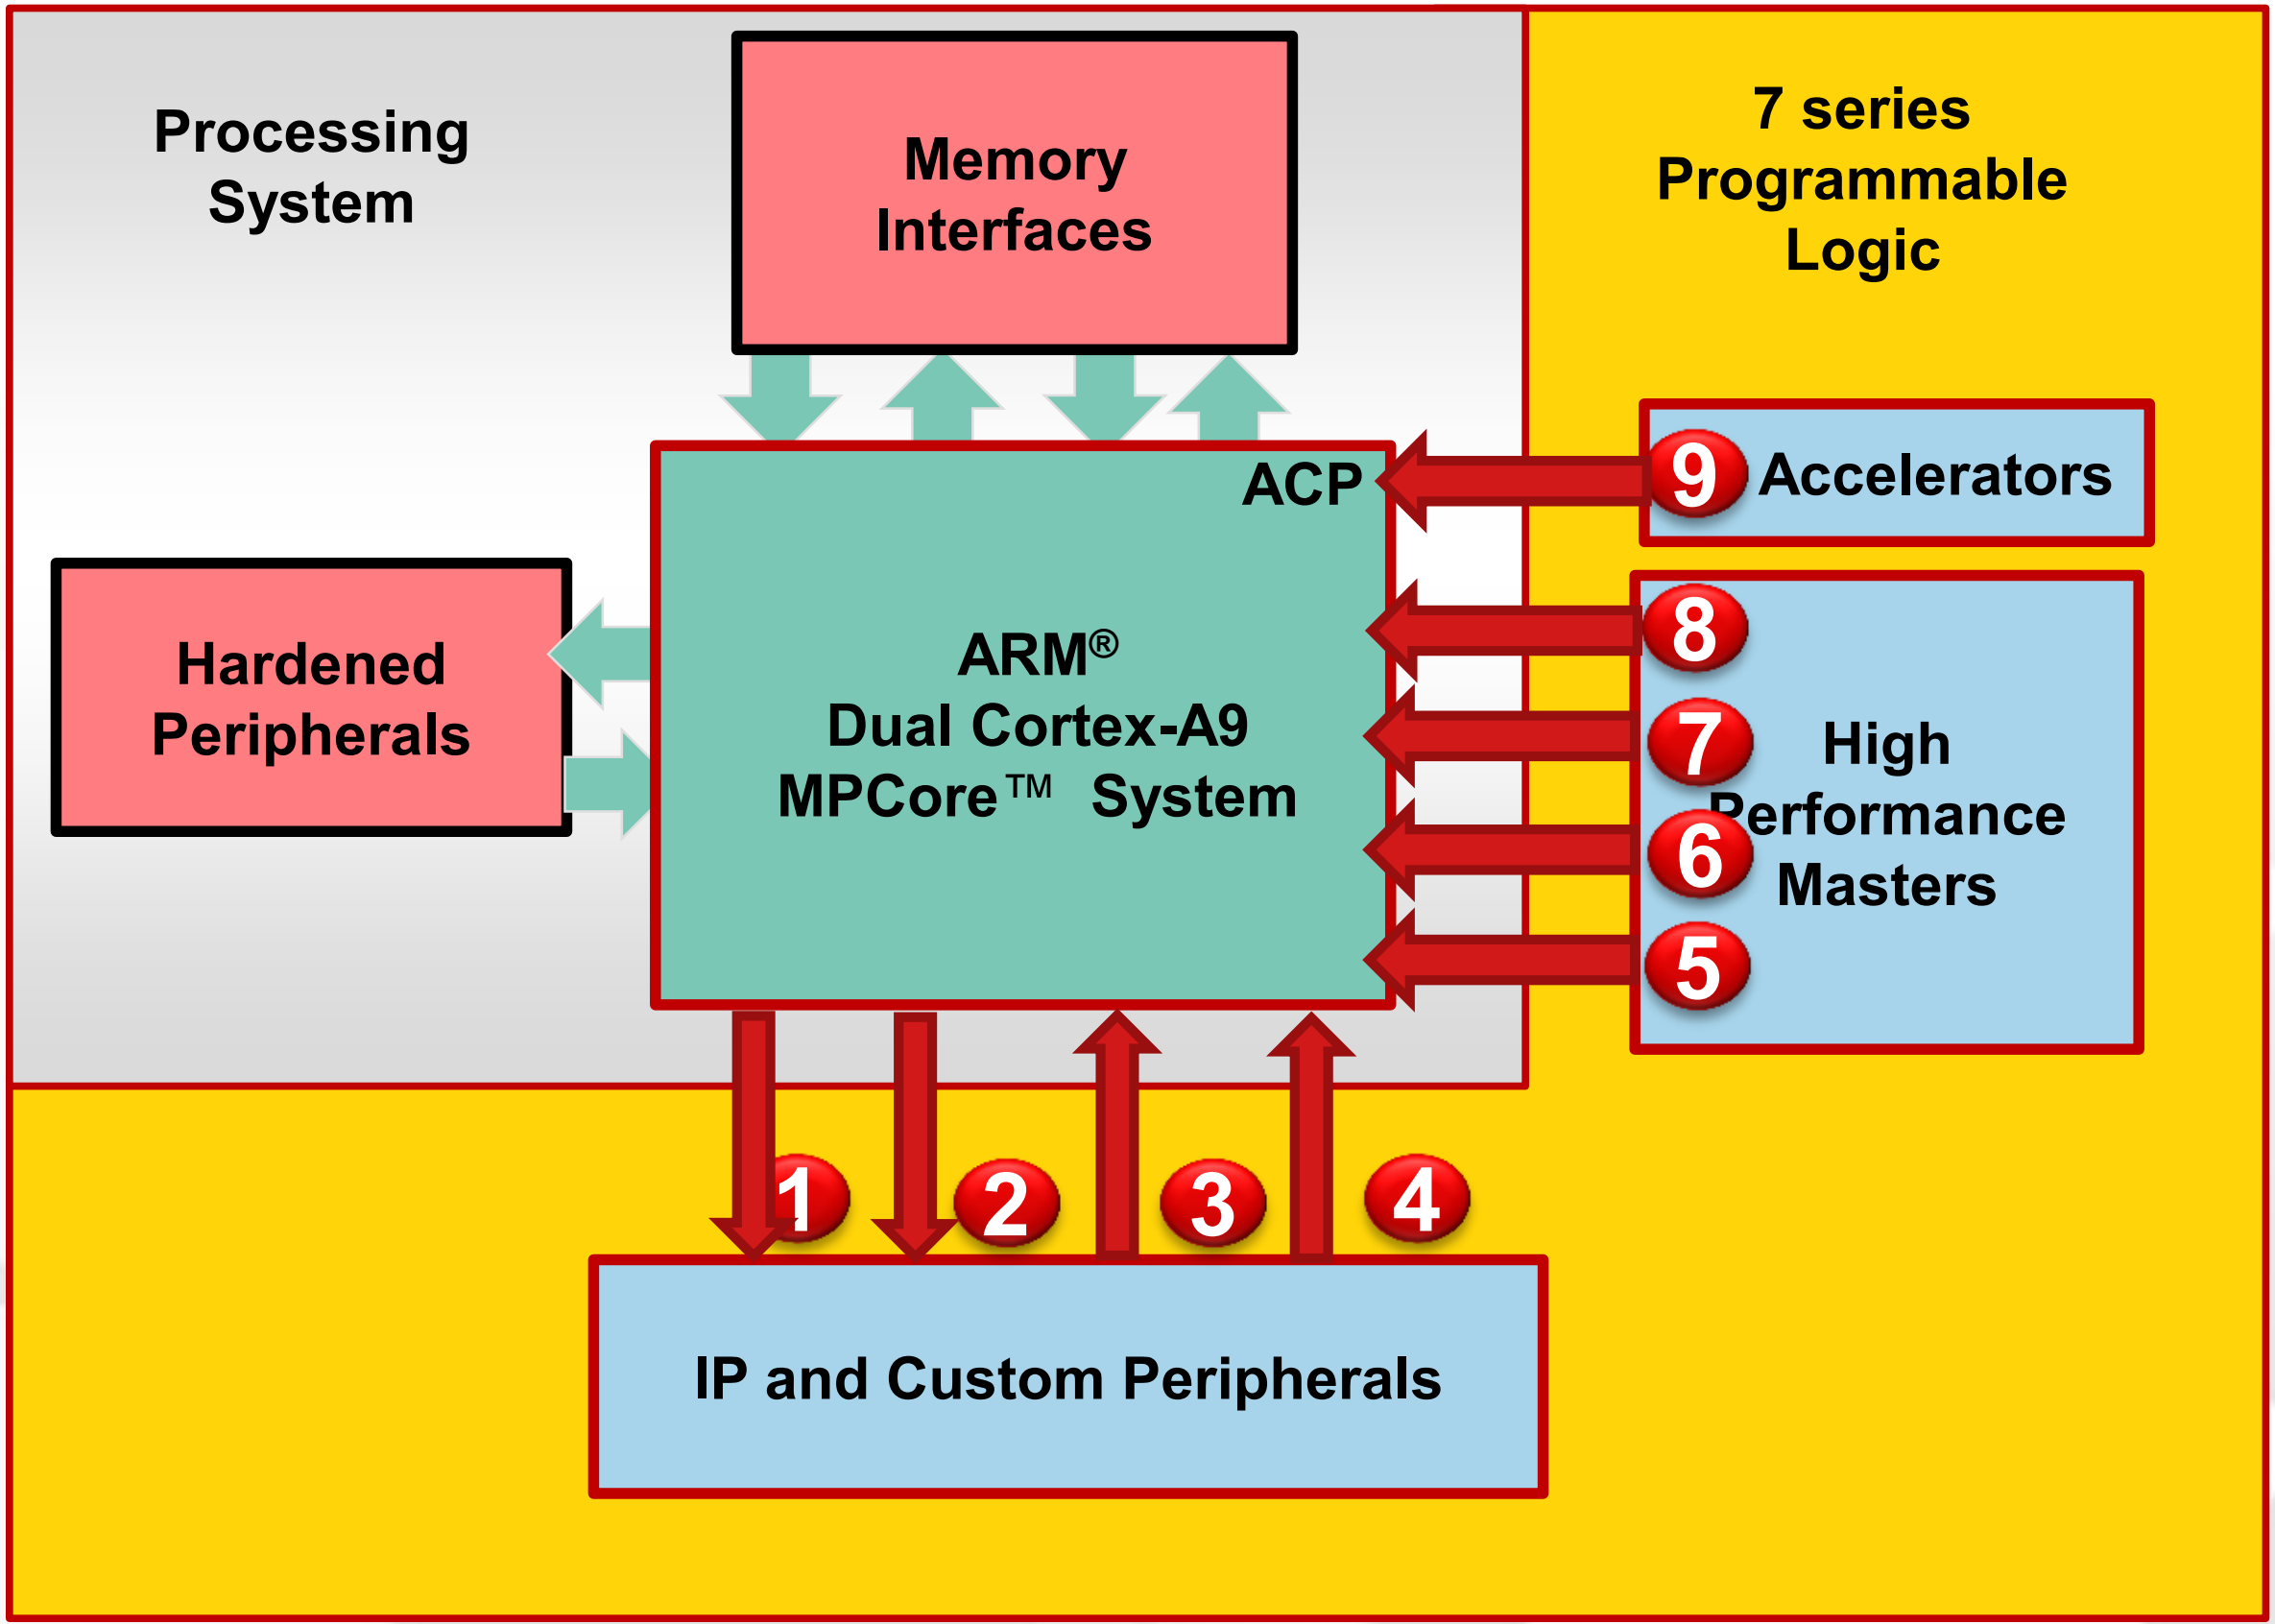 Processing
System
Memory
Interfaces
7 series
Programmable
Logic
ACP
9
Accelerators
Hardened
Peripherals
ARM®
Dual Cortex-A9
MPCore™ System
8
7
6
5
High
Performance
Masters
1
2
3
4
IP and Custom Peripherals